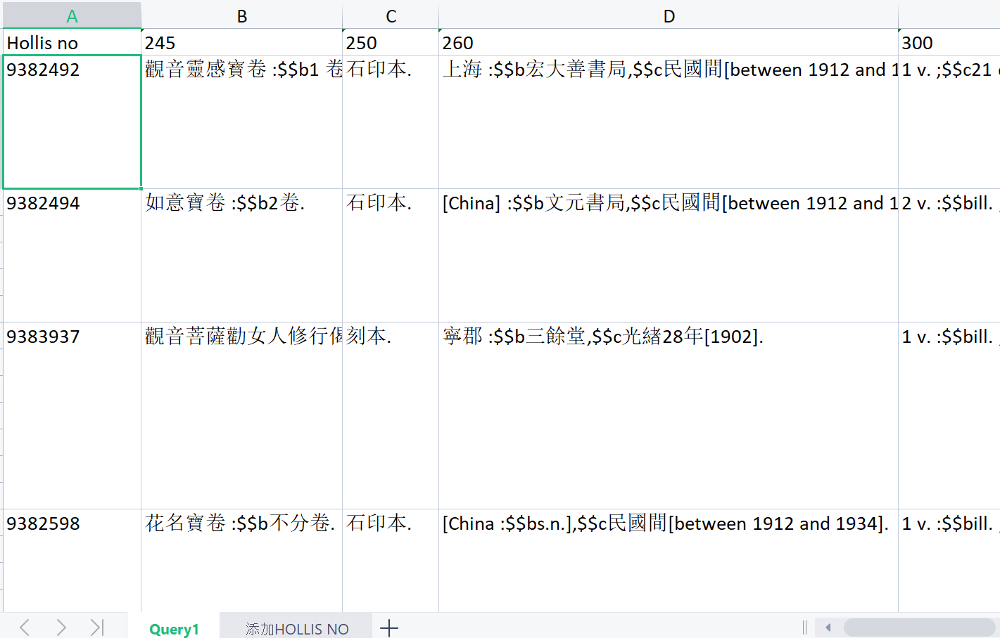 A B C D
Hollis no 245 250 260 300
9382492 觀音靈感寶卷 :$$b1 卷 石印本. 上海 :$$b宏大善書局,$$c民國間[between 1912 and 1 1 v. ;$$c21
9382494 如意寶卷 :$$b2卷. 石印本. [China] :$$b文元書局,$$c民國間[between 1912 and 1 2 v. :$$bill.
9383937 觀音菩薩勸女人修行偈 刻本. 寧郡 :$$b三餘堂,$$c光緒28年[1902]. 1 v. :$$bill.
9382598 花名寶卷 :$$b不分卷. 石印本. [China :$$bs.n.],$$c民國間[between 1912 and 1934]. 1 v. :$$bill.
Query1 添加HOLLIS NO